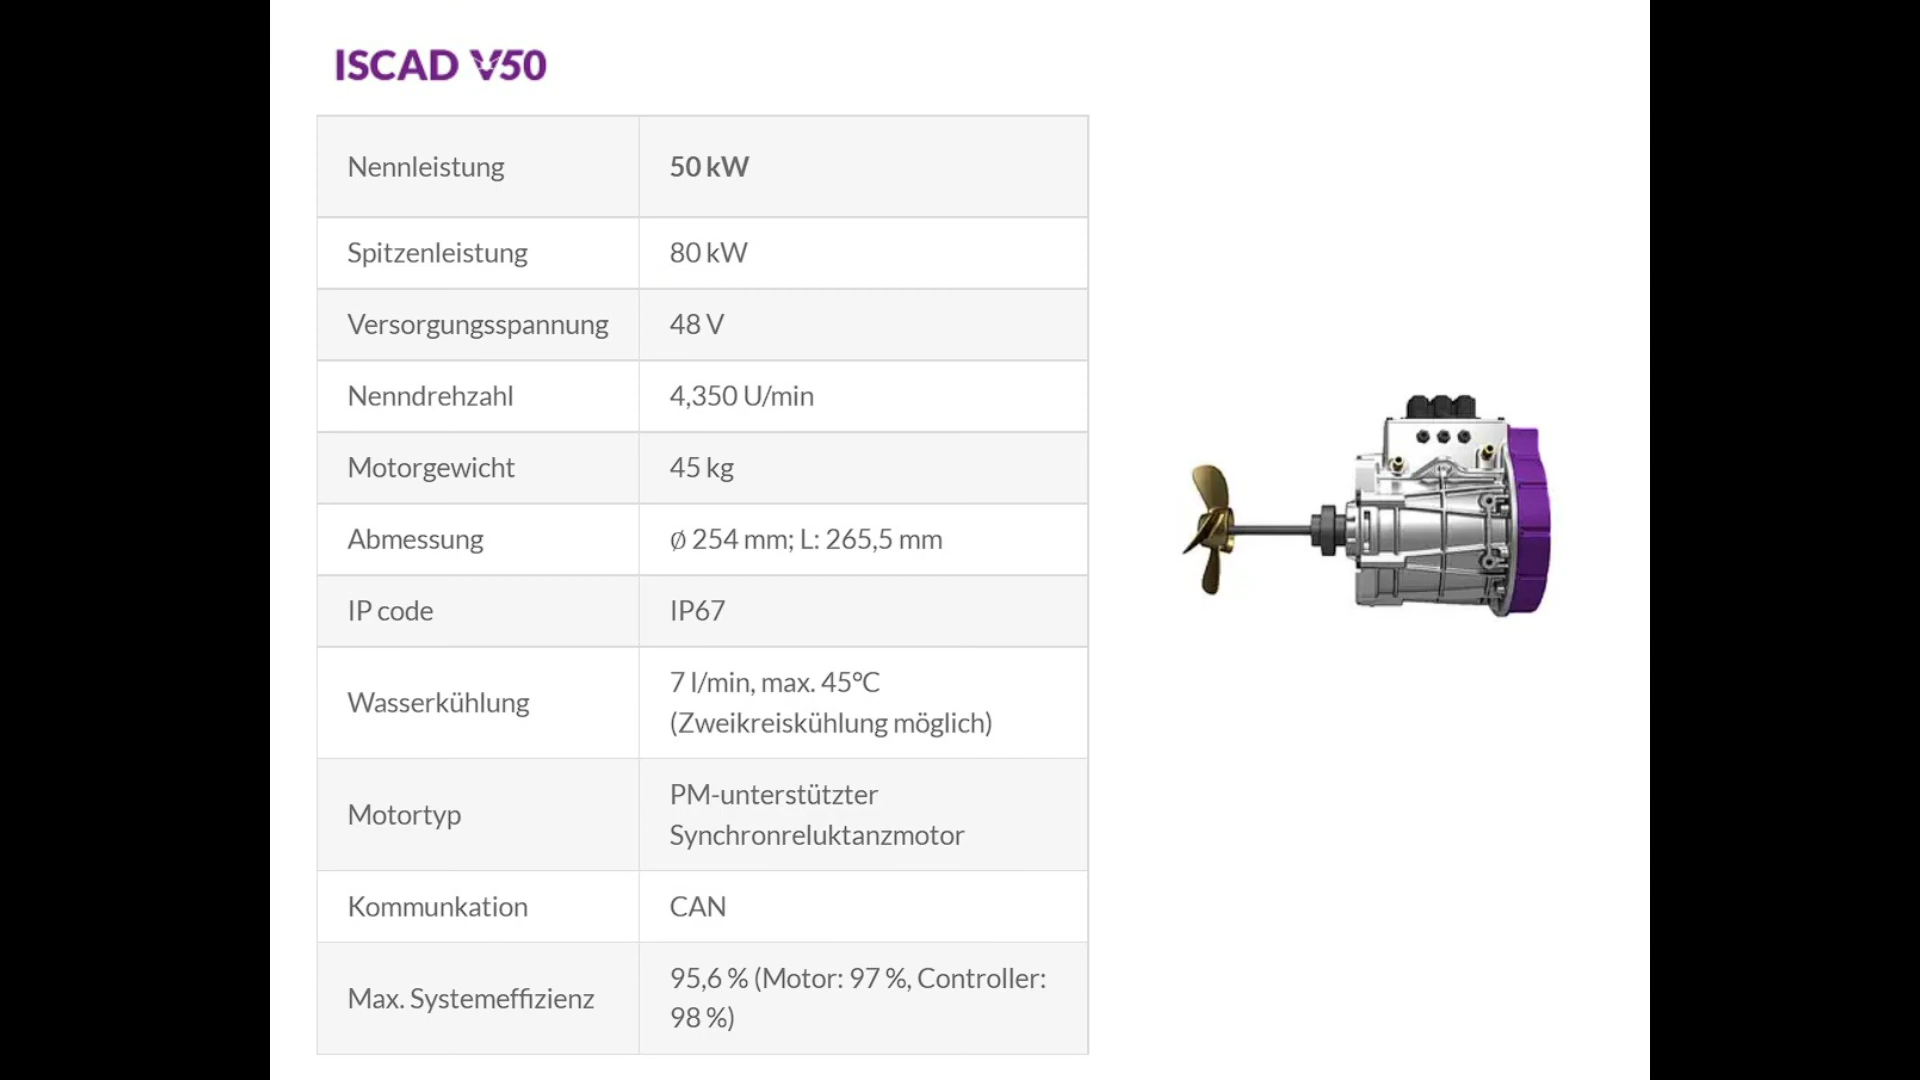 ISCAD V50
Nennleistung 50 kW
Spitzenleistung 80 kW
Versorgungsspannung 48 V
Nenndrehzahl 4,350 U/min
Motorgewicht 45 kg
Abmessung ⌀ 254 mm; L: 265,5 mm
IP code IP67
Wasserkühlung 7 l/min, max. 45°C
(Zweikreiskühlung möglich)
Motortyp PM-unterstützter
Synchronreluktanzmotor
Kommunkation CAN
Max. Systemeffizienz 95,6 % (Motor: 97 %, Controller:
98 %)